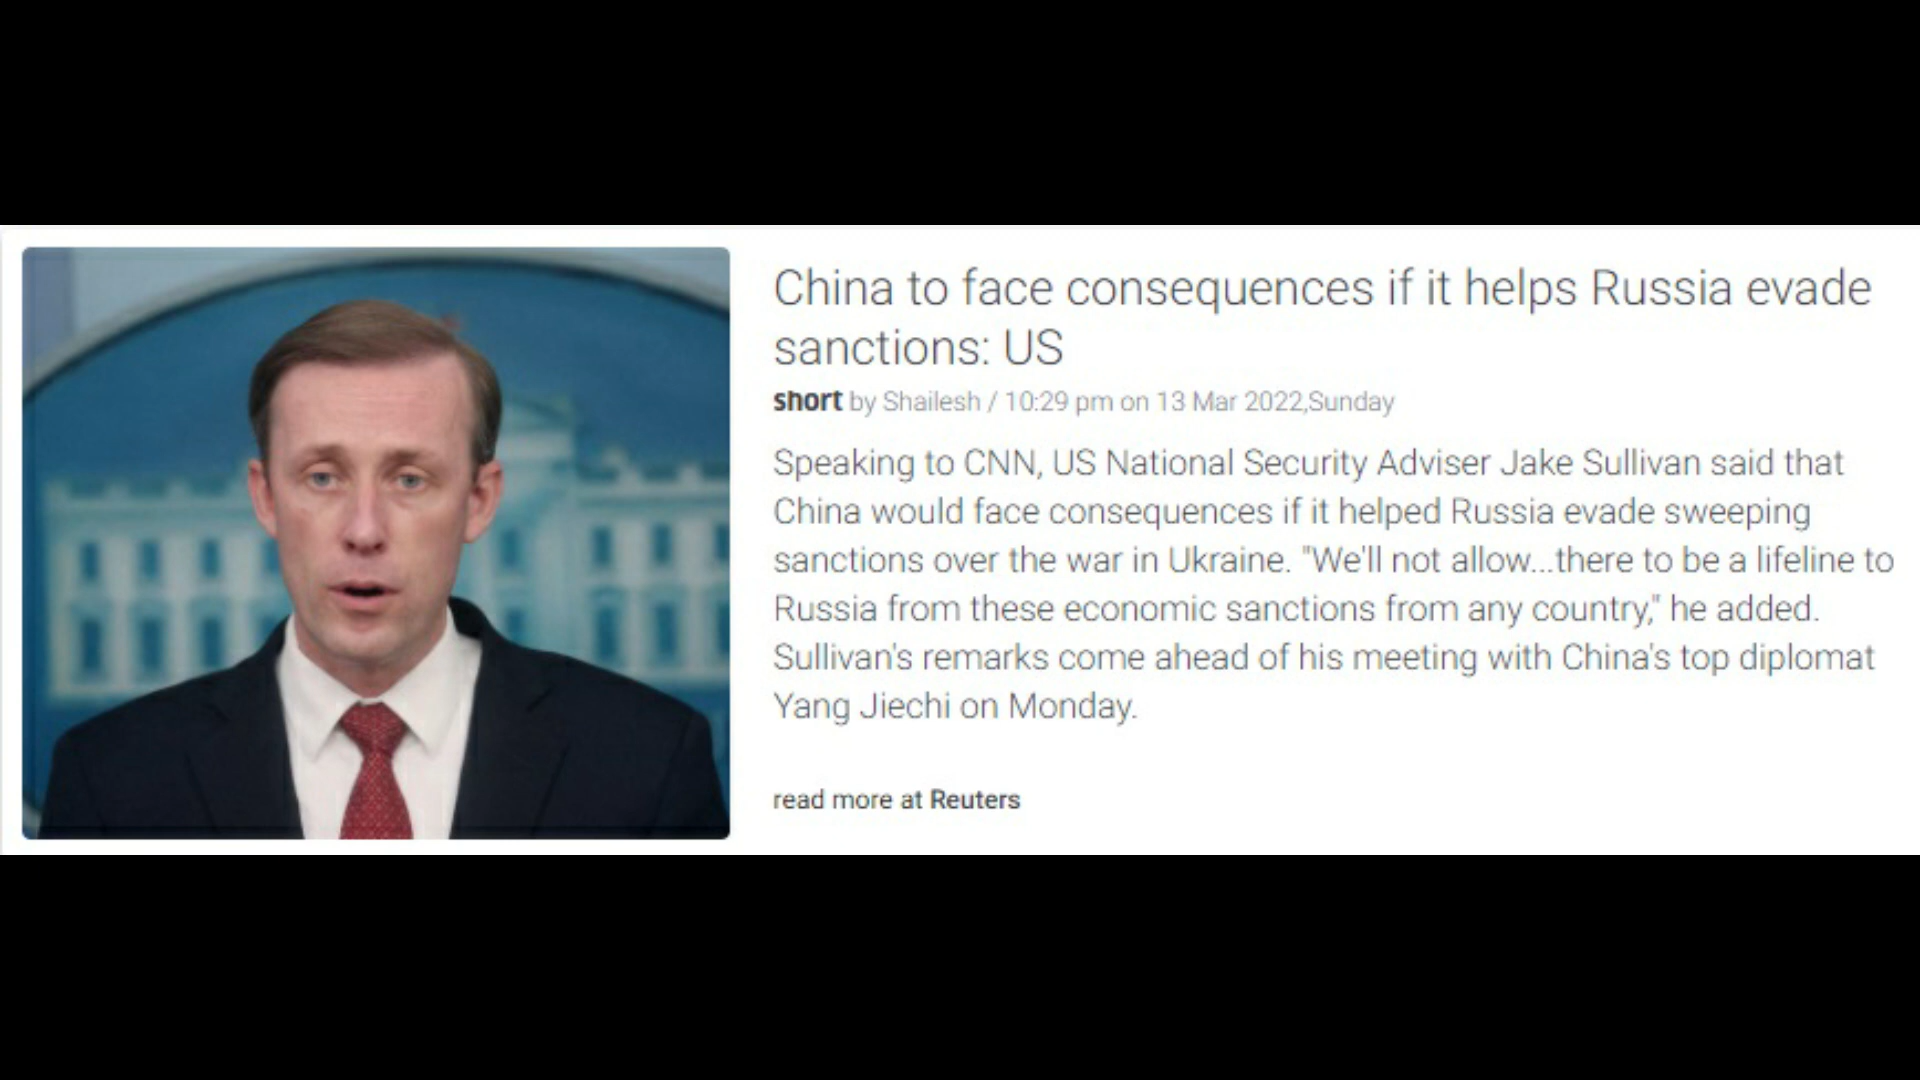 China to face consequences if it helps Russia evade
sanctions: US
short by Shailesh / 10:29 pm on 13 Mar 2022,Sunday
Speaking to CNN, US National Security Adviser Jake Sullivan said that
China would face consequences if it helped Russia evade sweeping
sanctions over the war in Ukraine. "We'll not allow...there to be a lifeline to
Russia from these economic sanctions from any country," he added.
Sullivan's remarks come ahead of his meeting with China's top diplomat
Yang Jiechi on Monday.
read more at Reuters